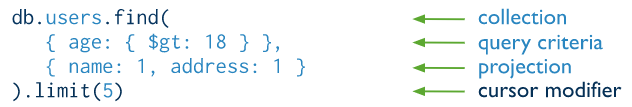 db.users.find( collection
{ age: { $gt: 18 } }, query criteria
{ name: 1, address: 1 } projection
).limit(5) cursor modifier